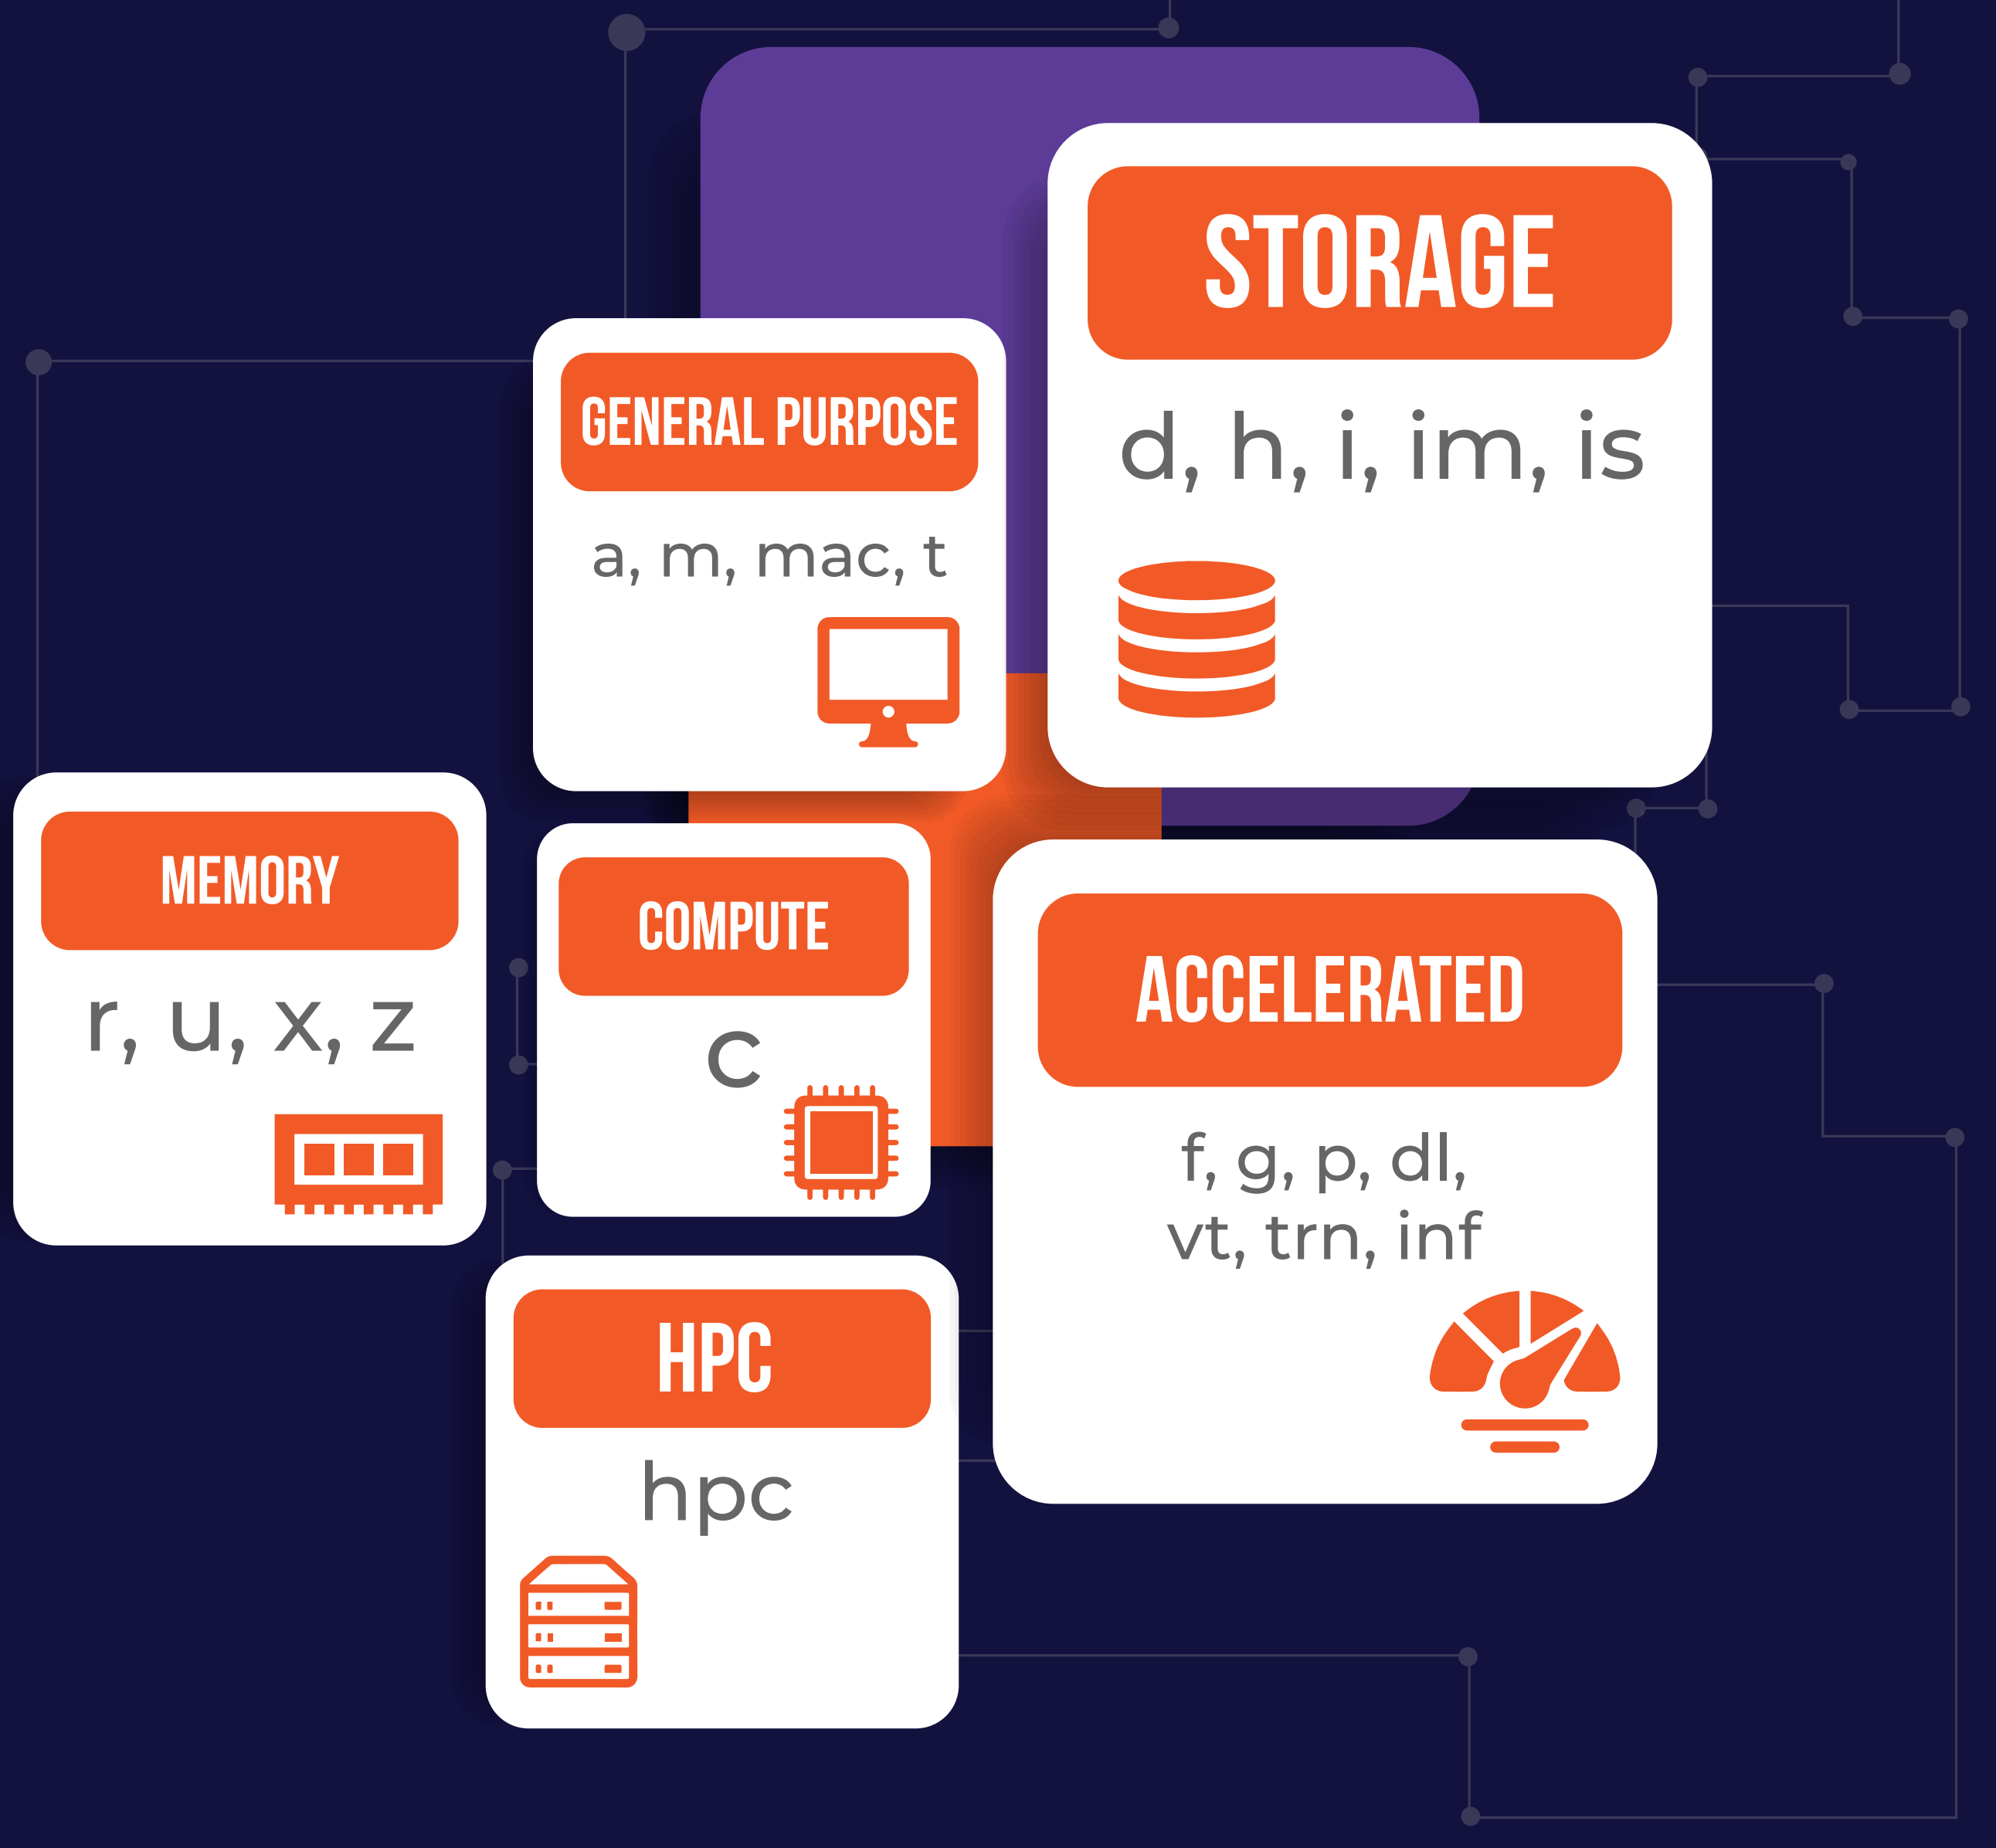 STORAGE
d, h, i, im, is
GENERAL PURPOSE
a, m, mac, t
MEMORY
r, u, x, z
COMPUTE
c
ACCELERATED
f, g, p, dl,
vt, trn, inf
HPC
hpc